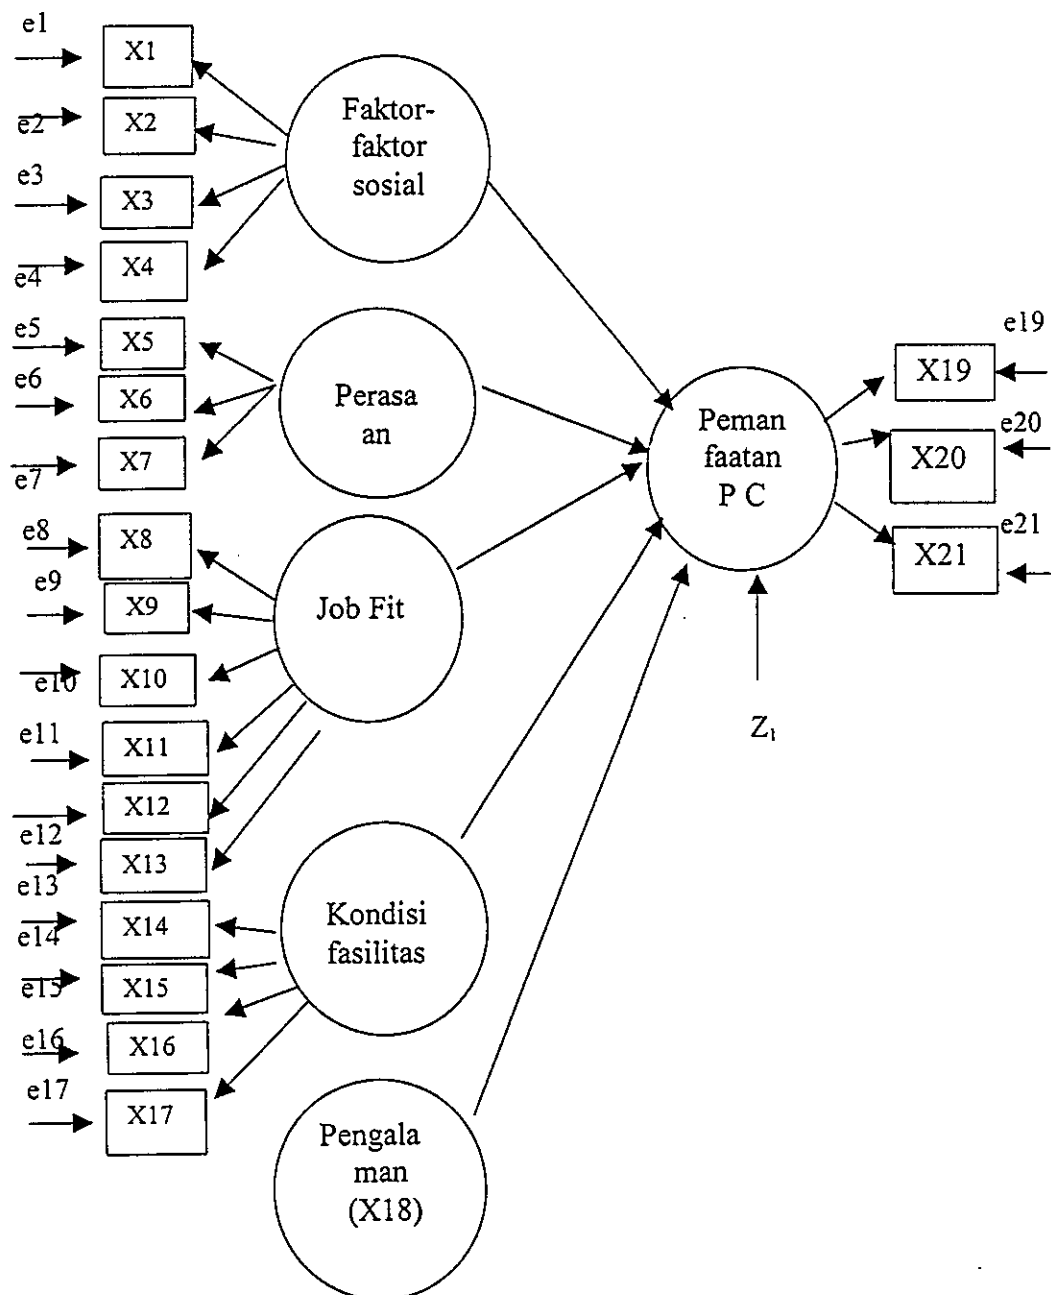 e1
X1
e2
X2
e3
X3
e4
X4
Faktor-
faktor
sosial
e5
X5
e6
X6
e7
X7
Perasa
an
e8
X8
e9
X9
e10
X10
e11
X11
e12
X12
e13
X13
Job Fit
e14
X14
e15
X15
e16
X16
e17
X17
Kondisi
fasilitas
Pengala
man
(X18)
Peman
faatan
P C
Z₁
e19
X19
e20
X20
e21
X21